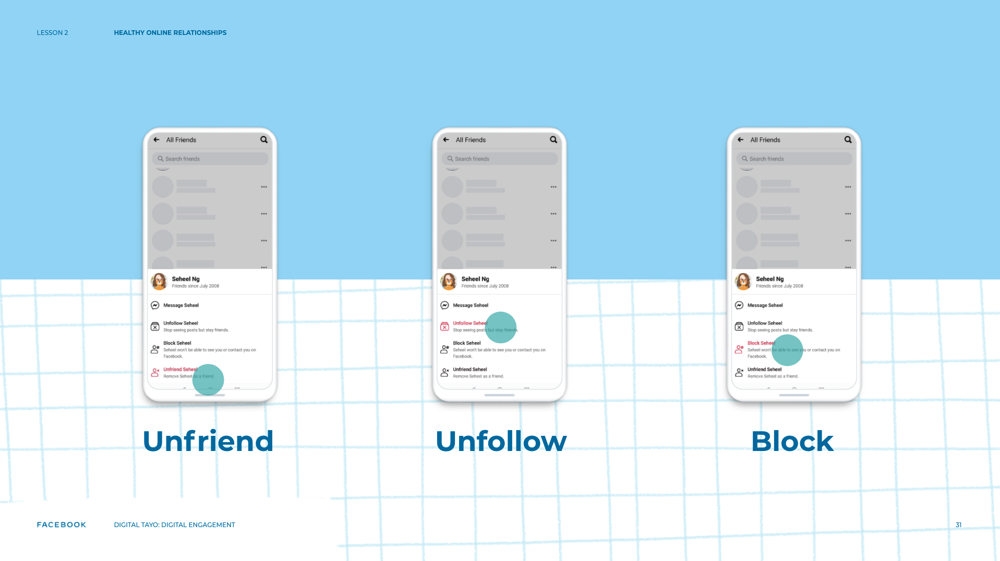 LESSON 2
HEALTHY ONLINE RELATIONSHIPS
All Friends
Search friends
Seheel Ng
Friends since July 2008
Message Seheel
Unfollow Seheel
Stop seeing posts but stay friends.
Block Seheel
Seheel won't be able to see you or contact you on
Facebook.
Unfriend Seheel
Remove Seheel as a friend.
Unfriend
All Friends
Search friends
Seheel Ng
Friends since July 2008
Message Seheel
Unfollow Seheel
Stop seeing posts but stay friends.
Block Seheel
Seheel won't be able to see you or contact you on
Facebook.
Unfriend Seheel
Remove Seheel as a friend.
Unfollow
All Friends
Search friends
Seheel Ng
Friends since July 2008
Message Seheel
Unfollow Seheel
Stop seeing posts but stay friends.
Block Seheel
Seheel won't be able to see you or contact you on
Facebook.
Unfriend Seheel
Remove Seheel as a friend.
Block
FACEBOOK
DIGITAL TAYO: DIGITAL ENGAGEMENT
31